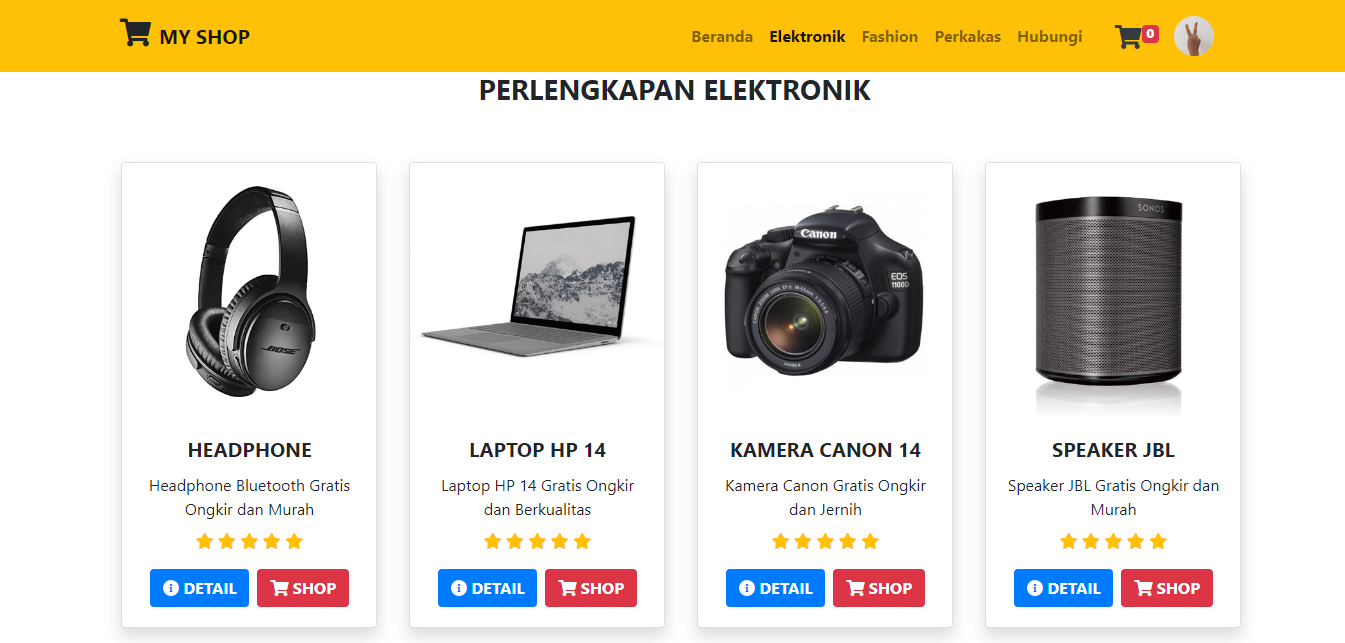 MY SHOP
Beranda Elektronik Fashion Perkakas Hubungi 0
PERLENGKAPAN ELEKTRONIK
BOSE
Canon
EOS
1100D
SONOS
HEADPHONE
Headphone Bluetooth Gratis
Ongkir dan Murah
DETAIL SHOP
LAPTOP HP 14
Laptop HP 14 Gratis Ongkir
dan Berkualitas
DETAIL SHOP
KAMERA CANON 14
Kamera Canon Gratis Ongkir
dan Jernih
DETAIL SHOP
SPEAKER JBL
Speaker JBL Gratis Ongkir dan
Murah
DETAIL SHOP